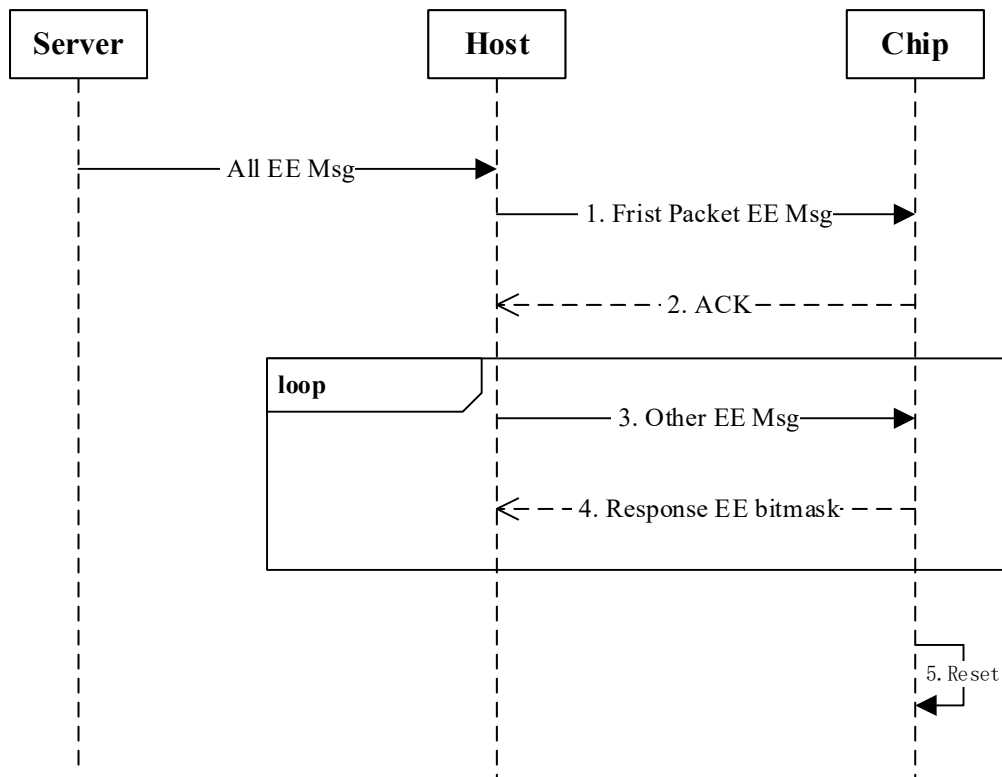 Server
Host
Chip
All EE Msg
1. Frist Packet EE Msg
2. ACK
loop
3. Other EE Msg
4. Response EE bitmask
5. Reset